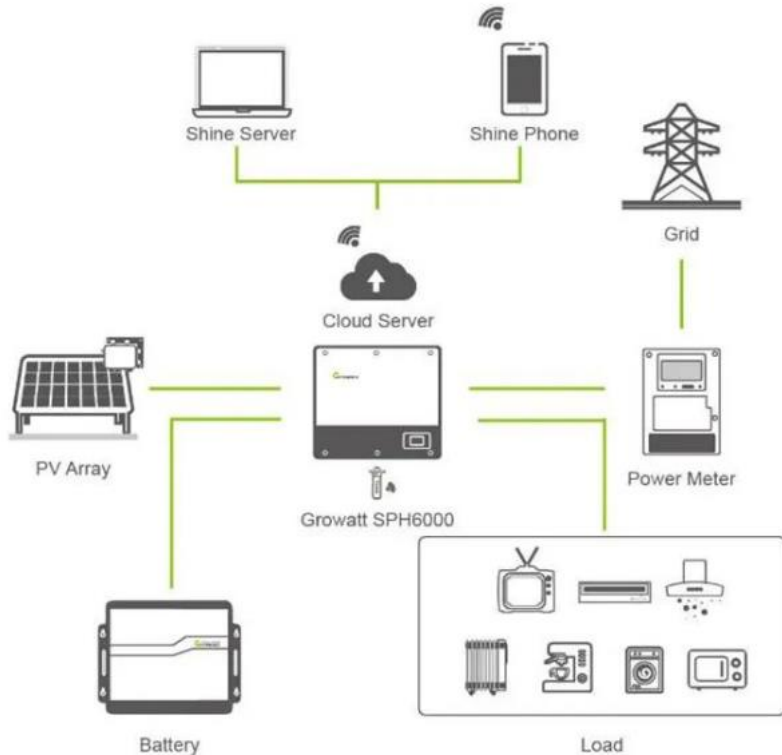 Shine Server
Shine Phone
Grid
Cloud Server
PV Array
Growatt SPH6000
Power Meter
Battery
Load